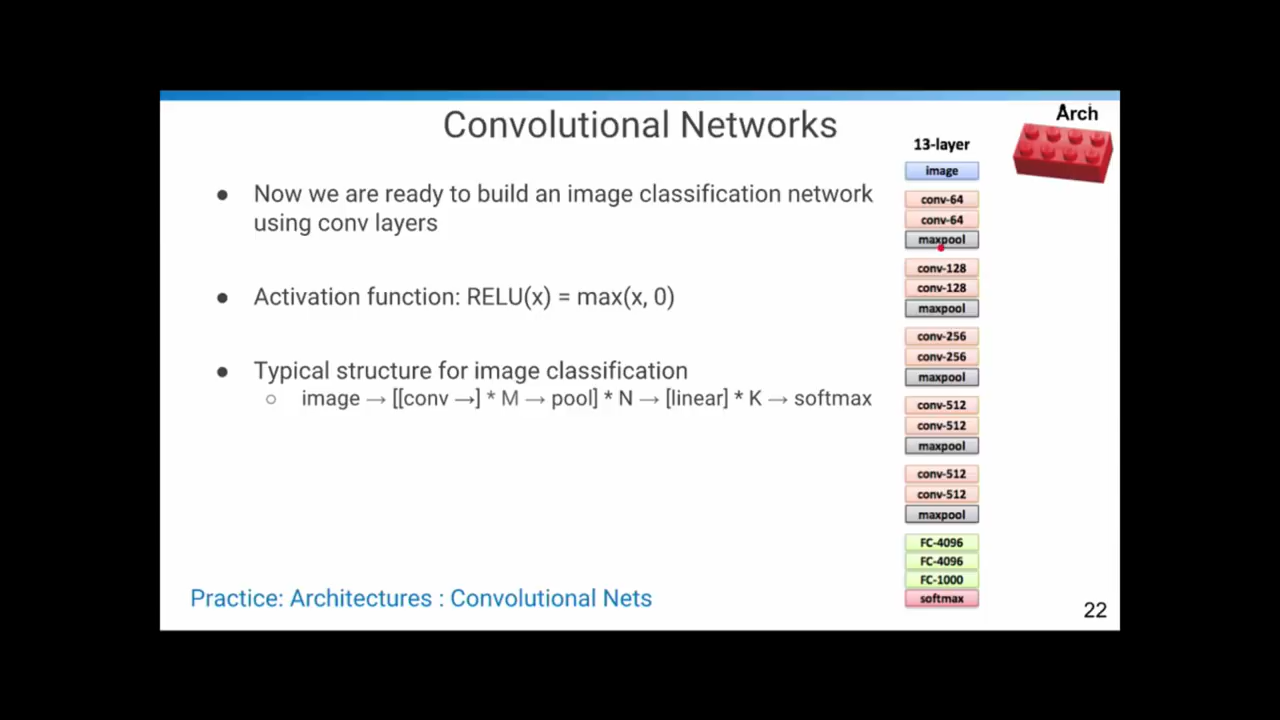 Convolutional Networks
Arch
● Now we are ready to build an image classification network
using conv layers
● Activation function: RELU(x) = max(x, 0)
● Typical structure for image classification
○ image → [[conv →] * M → pool] * N → [linear] * K → softmax
Practice: Architectures : Convolutional Nets
13-layer
image
conv-64
conv-64
maxpool
conv-128
conv-128
maxpool
conv-256
conv-256
maxpool
conv-512
conv-512
maxpool
conv-512
conv-512
maxpool
FC-4096
FC-4096
FC-1000
softmax
22